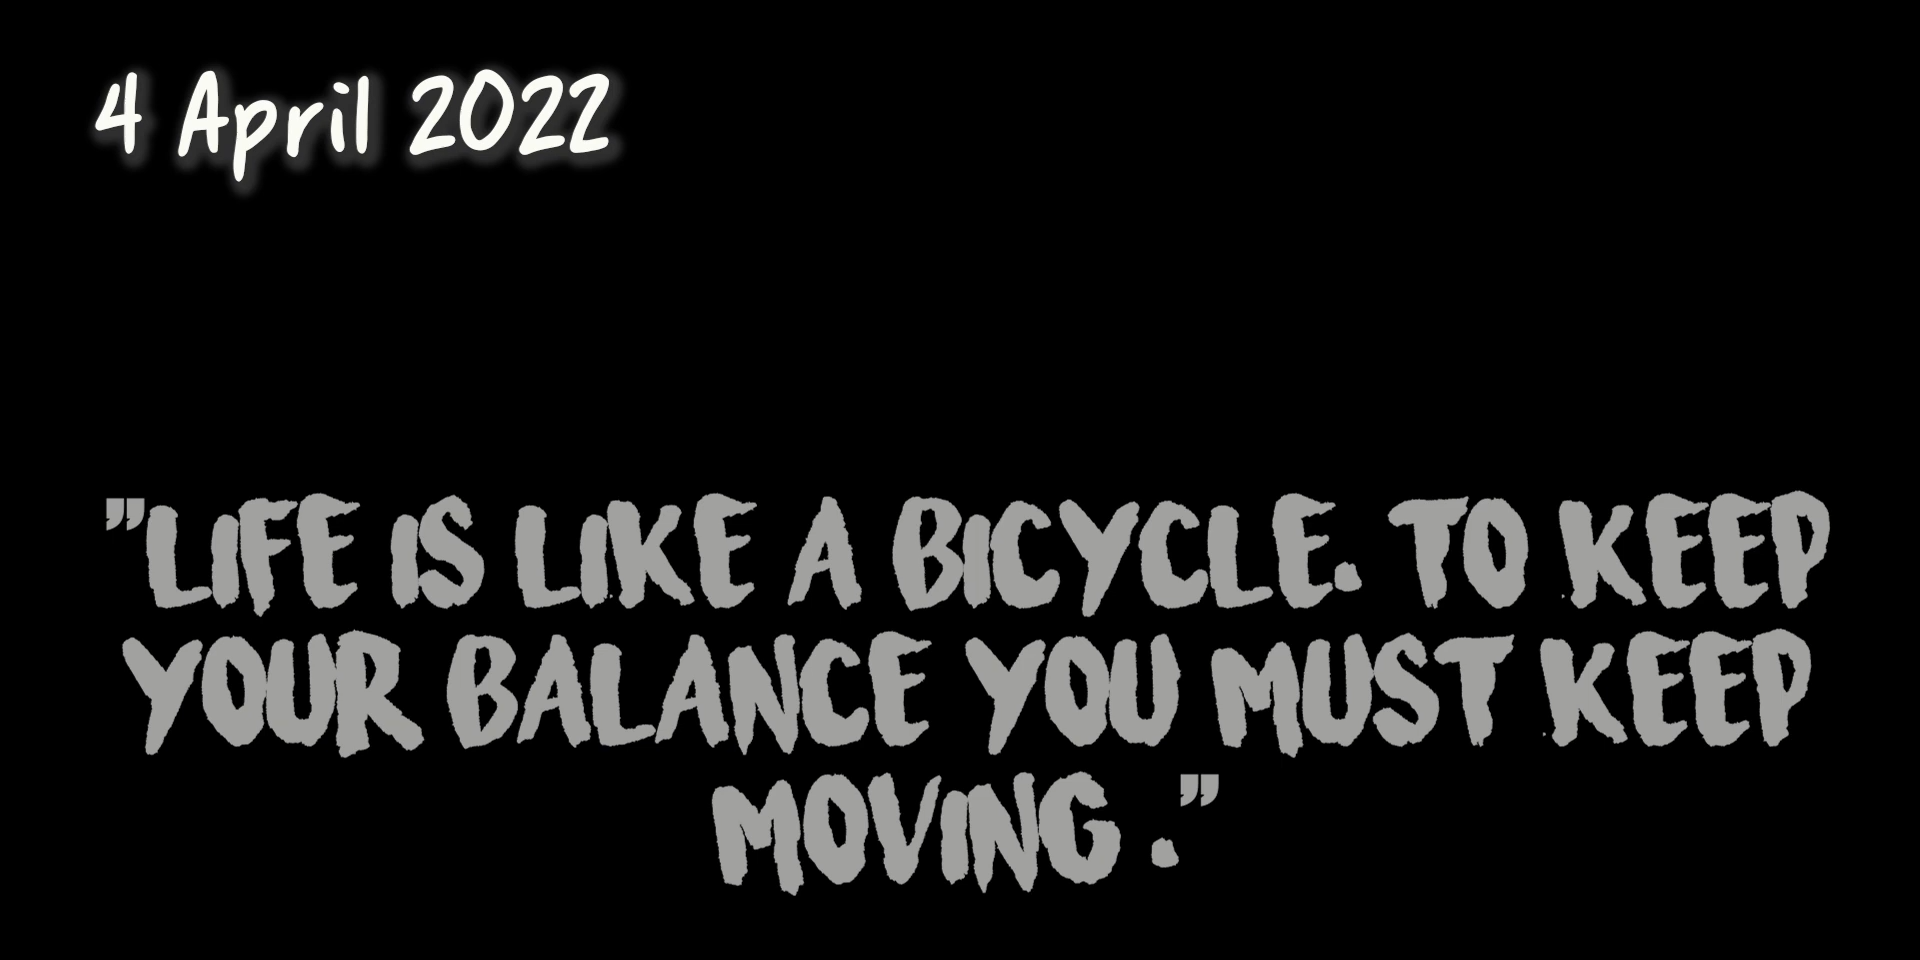 4 April 2022
”LIFE IS LIKE A BICYCLE. TO KEEP
YOUR BALANCE YOU MUST KEEP
MOVING .”